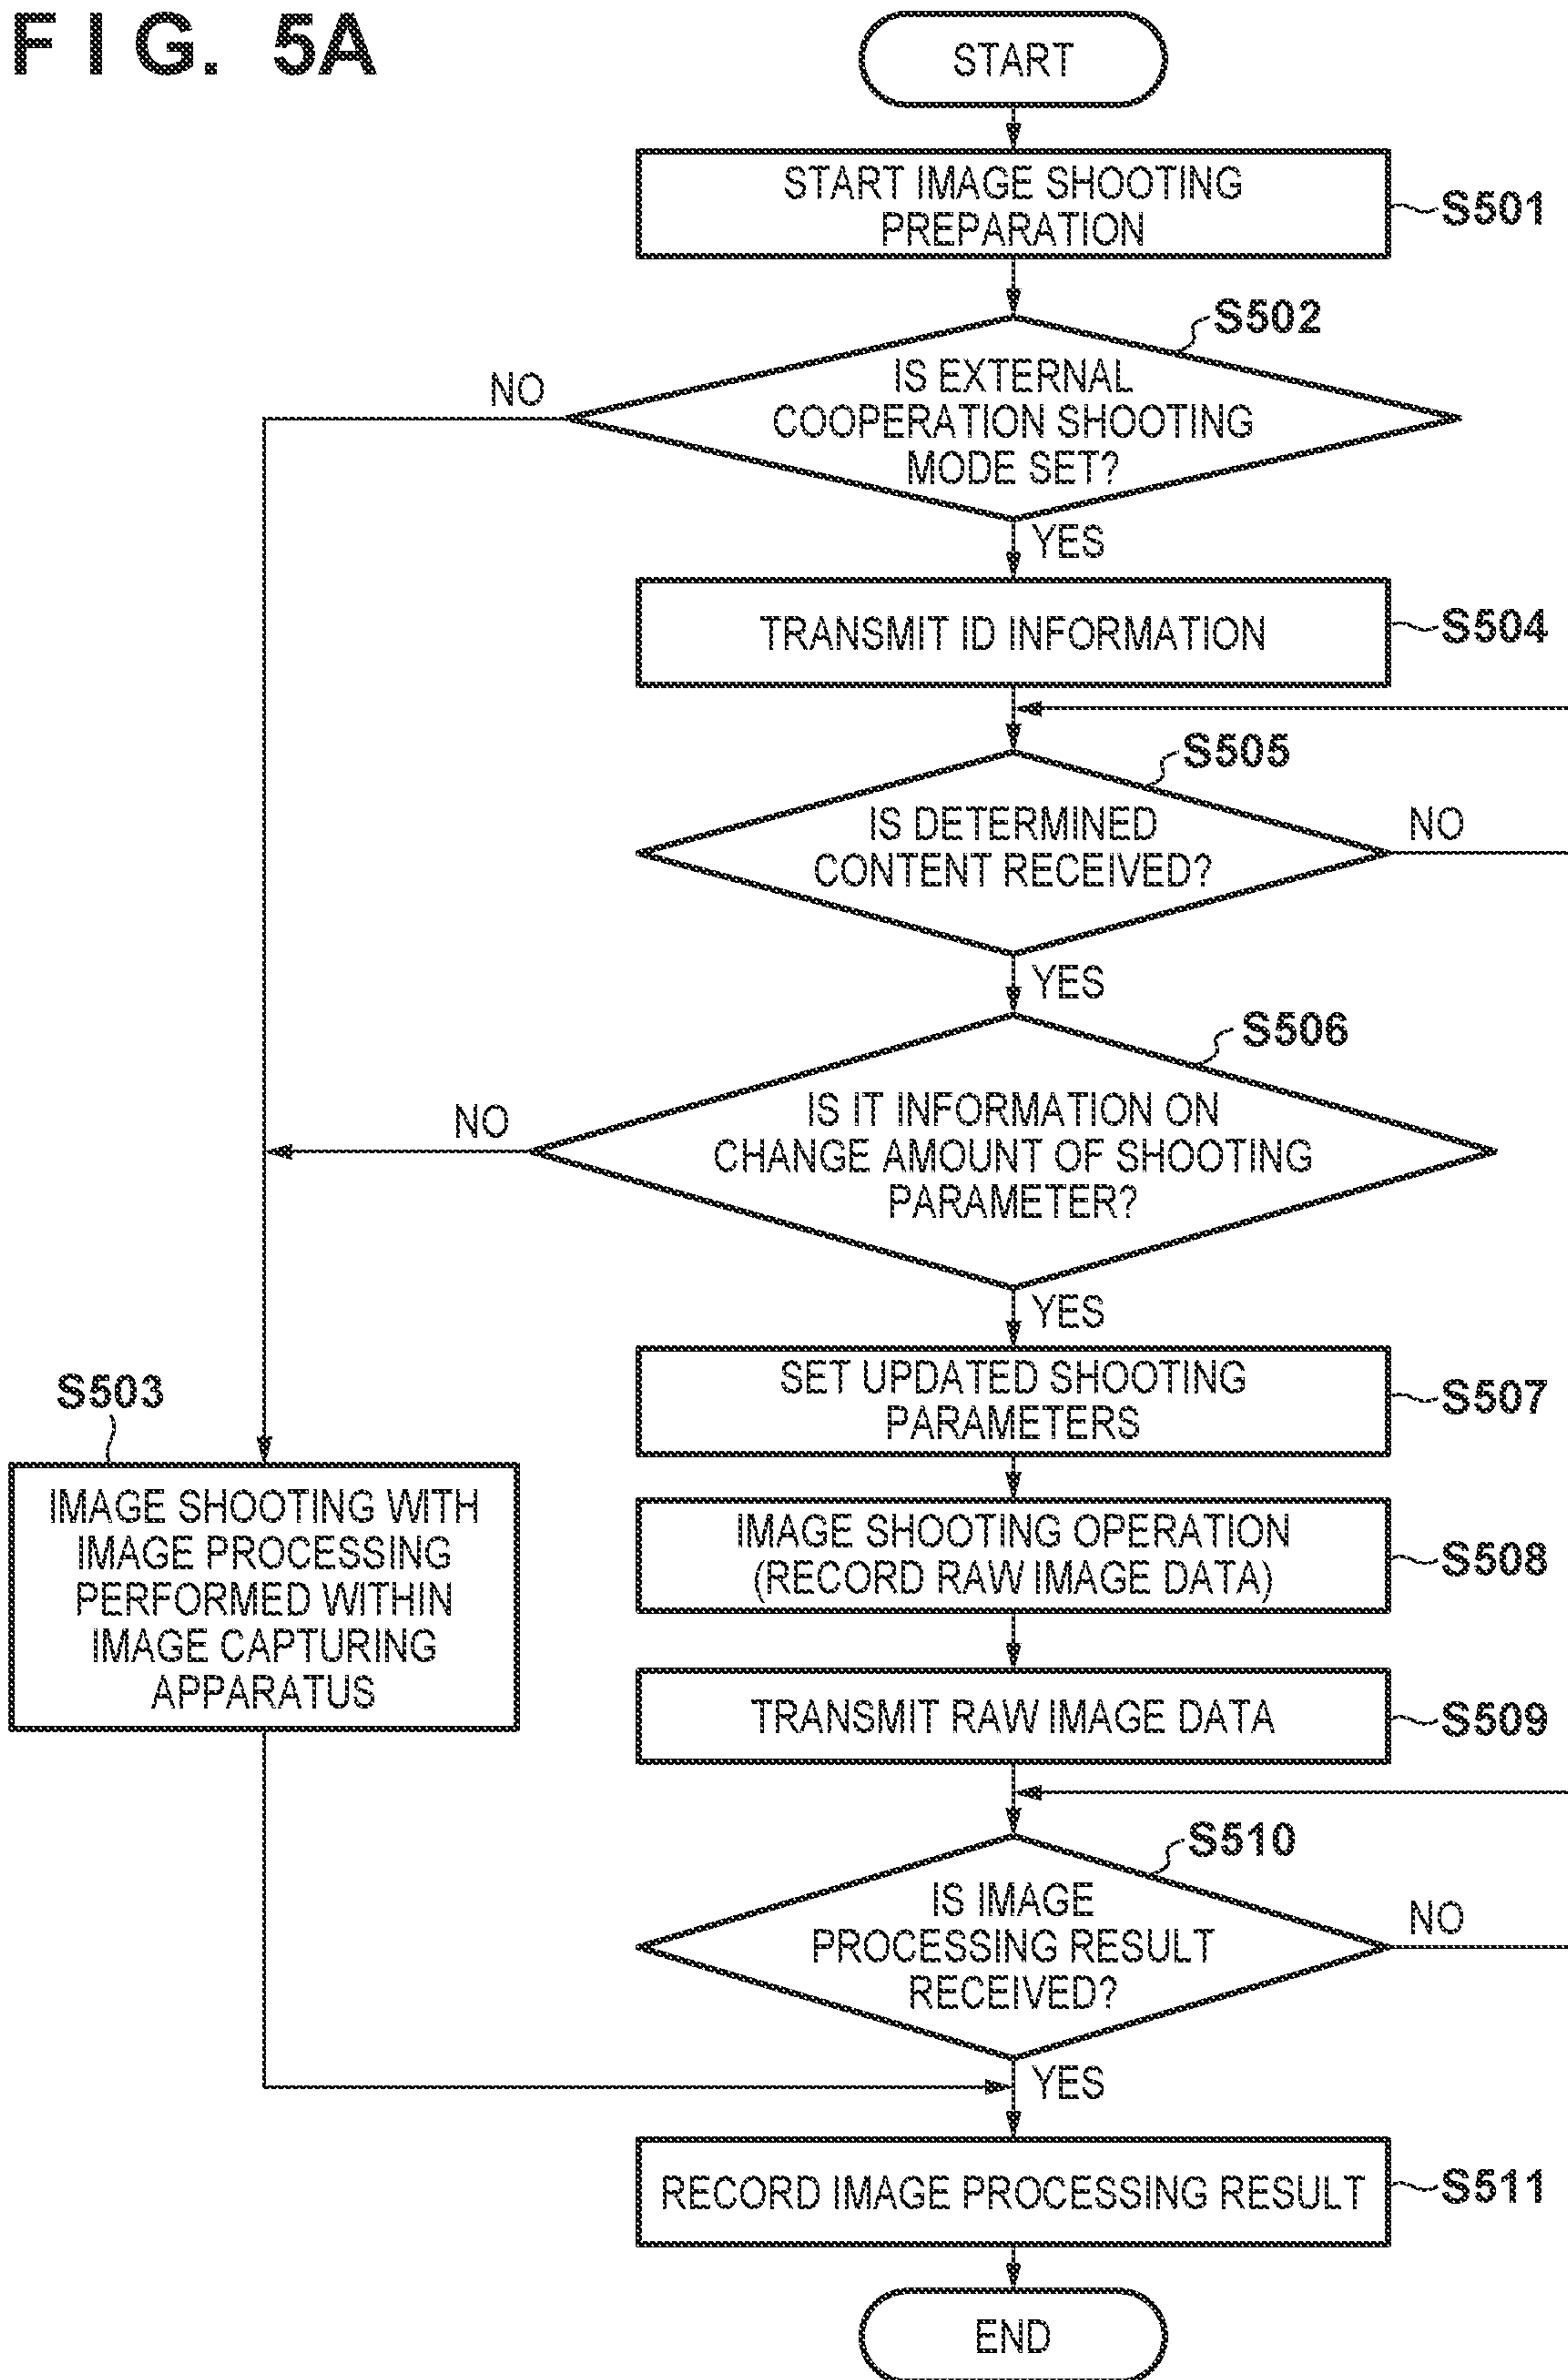 FIG. 5A
START
START IMAGE SHOOTING
PREPARATION
S501
S502
IS EXTERNAL
COOPERATION SHOOTING
MODE SET?
NO
YES
TRANSMIT ID INFORMATION
S504
S505
IS DETERMINED
CONTENT RECEIVED?
NO
YES
S506
IS IT INFORMATION ON
CHANGE AMOUNT OF SHOOTING
PARAMETER?
NO
YES
SET UPDATED SHOOTING
PARAMETERS
S507
S503
IMAGE SHOOTING WITH
IMAGE PROCESSING
PERFORMED WITHIN
IMAGE CAPTURING
APPARATUS
IMAGE SHOOTING OPERATION
(RECORD RAW IMAGE DATA)
S508
TRANSMIT RAW IMAGE DATA
S509
S510
IS IMAGE
PROCESSING RESULT
RECEIVED?
NO
YES
RECORD IMAGE PROCESSING RESULT
S511
END